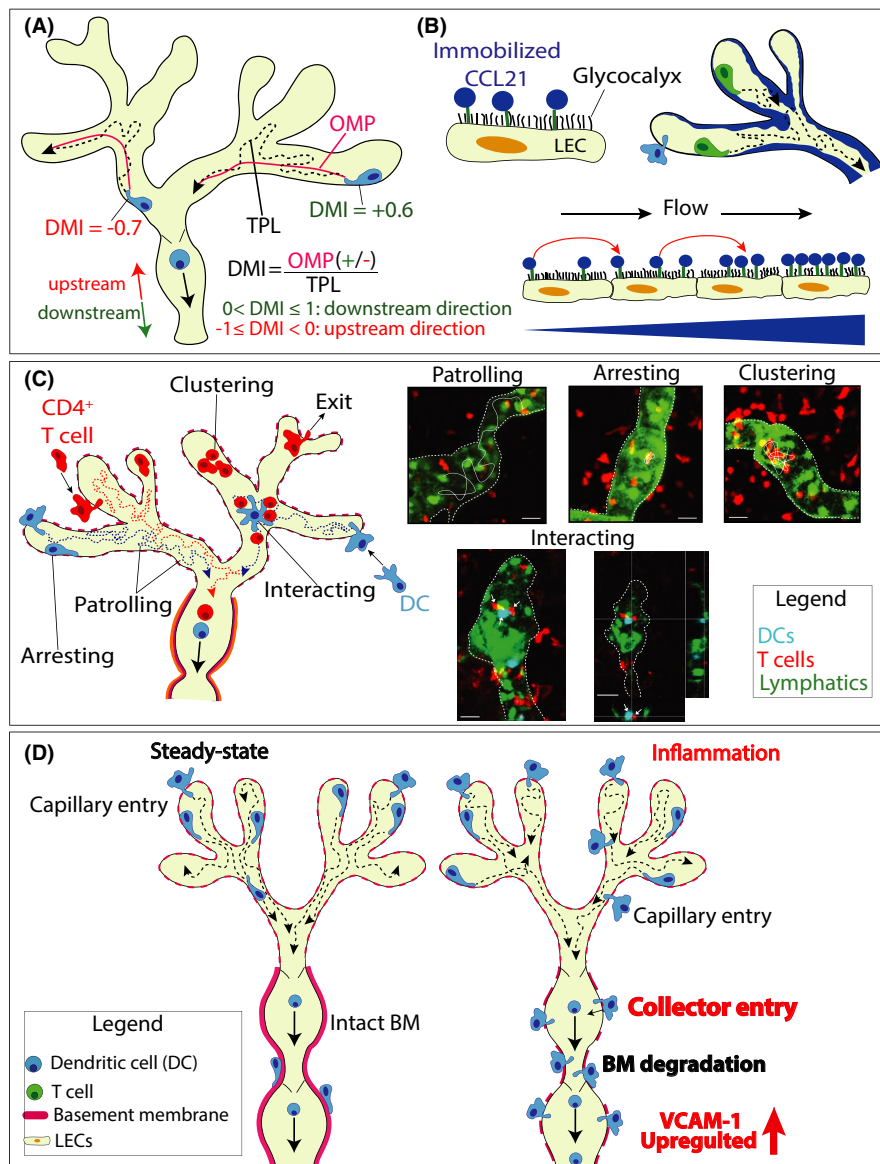 (A)
OMP
TPL
DMI = -0.7
DMI = +0.6
DMI = OMP(+/-)
TPL
upstream
downstream
0< DMI ≤ 1: downstream direction
-1≤ DMI < 0: upstream direction
(B)
Immobilized
CCL21
Glycocalyx
LEC
Flow
(C)
CD4+
T cell
Clustering
Exit
Patrolling
Interacting
DC
Arresting
Patrolling
Arresting
Clustering
Interacting
Legend
DCs
T cells
Lymphatics
(D)
Steady-state
Inflammation
Capillary entry
Capillary entry
Intact BM
Collector entry
BM degradation
VCAM-1
Upregulted
Legend
Dendritic cell (DC)
T cell
Basement membrane
LECs